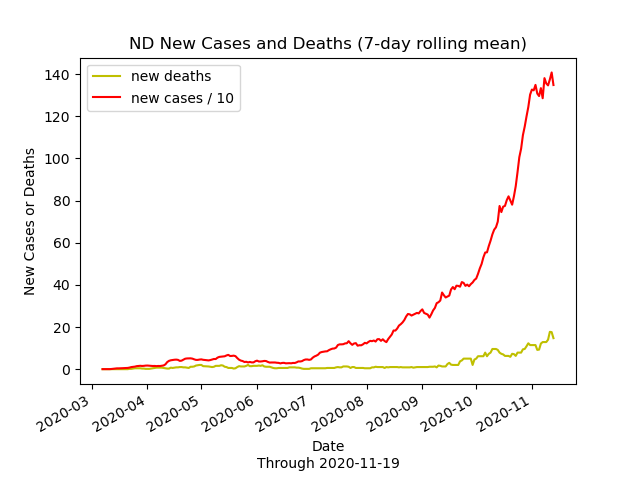 ND New Cases and Deaths (7-day rolling mean)
new deaths
new cases / 10
New Cases or Deaths
140
120
100
80
60
40
20
0
2020-03
2020-04
2020-05
2020-06
2020-07
2020-08
2020-09
2020-10
2020-11
Date
Through 2020-11-19